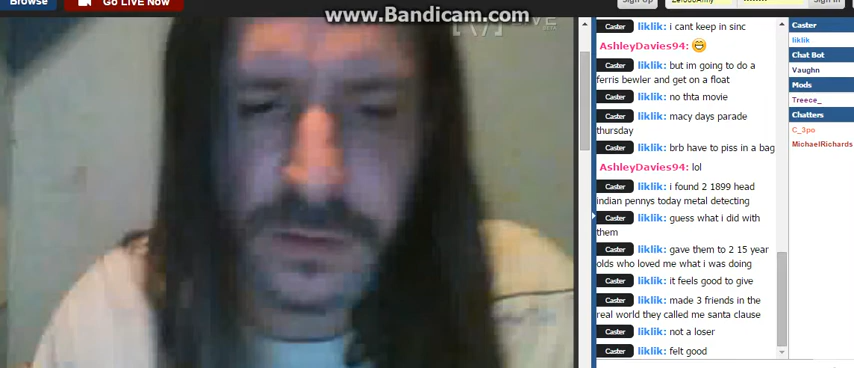 Browse
Go LIVE Now
www.Bandicam.com
Sign Up
Sign In
LIVE
Caster liklik: i cant keep in sinc
AshleyDavies94: 😄
Caster liklik: but im going to do a
ferris bewler and get on a float
Caster liklik: no thta movie
Caster liklik: macy days parade
thursday
Caster liklik: brb have to piss in a bag
AshleyDavies94: lol
Caster liklik: i found 2 1899 head
indian pennys today metal detecting
Caster liklik: guess what i did with
them
Caster liklik: gave them to 2 15 year
olds who loved me what i was doing
Caster liklik: it feels good to give
Caster liklik: made 3 friends in the
real world they called me santa clause
Caster liklik: not a loser
Caster liklik: felt good
Caster
liklik
Chat Bot
Vaughn
Mods
Treece_
Chatters
C_3po
MichaelRichards